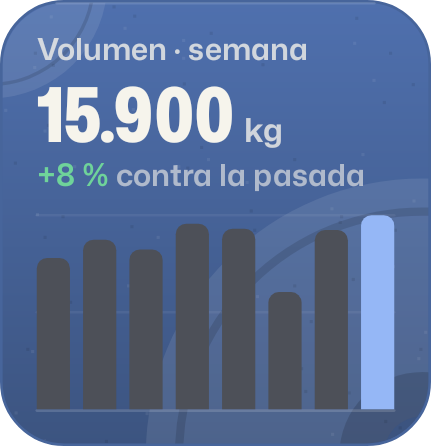 Volumen · semana
15.900 kg
+8 % contra la pasada